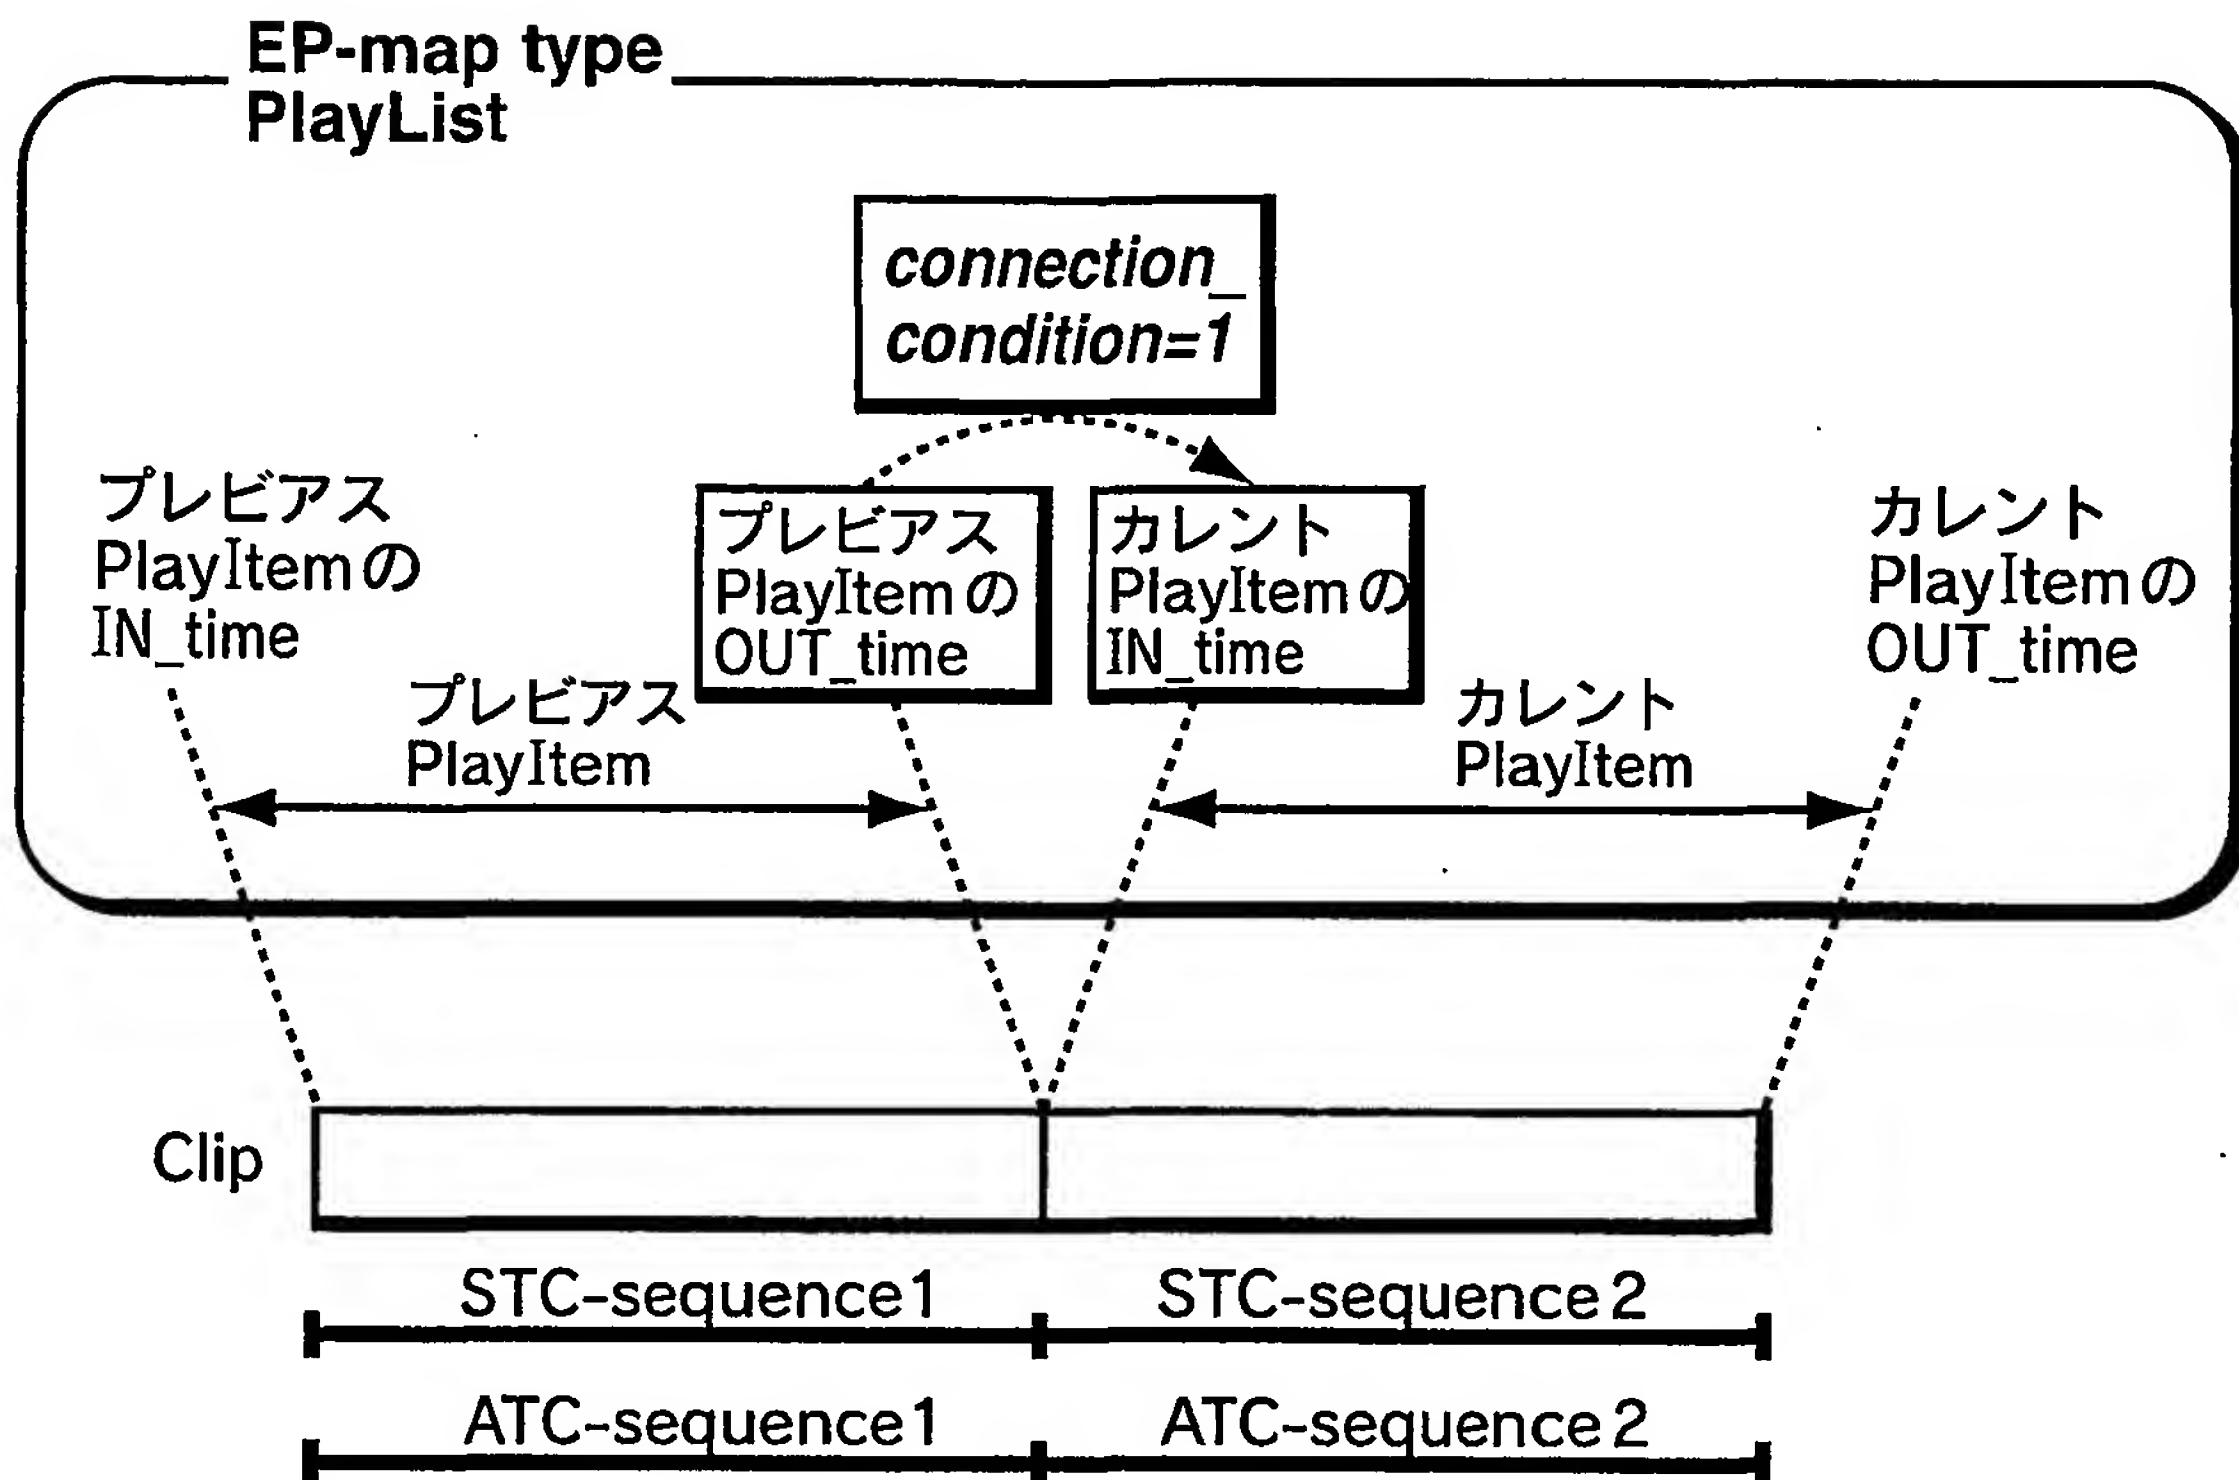 EP-map type
PlayList
connection_
condition=1
プレビアス
PlayItemの
IN_time
プレビアス
PlayItemの
OUT_time
カレント
PlayItemの
IN_time
カレント
PlayItemの
OUT_time
プレビアス
PlayItem
カレント
PlayItem
Clip
STC-sequence1
STC-sequence2
ATC-sequence1
ATC-sequence2